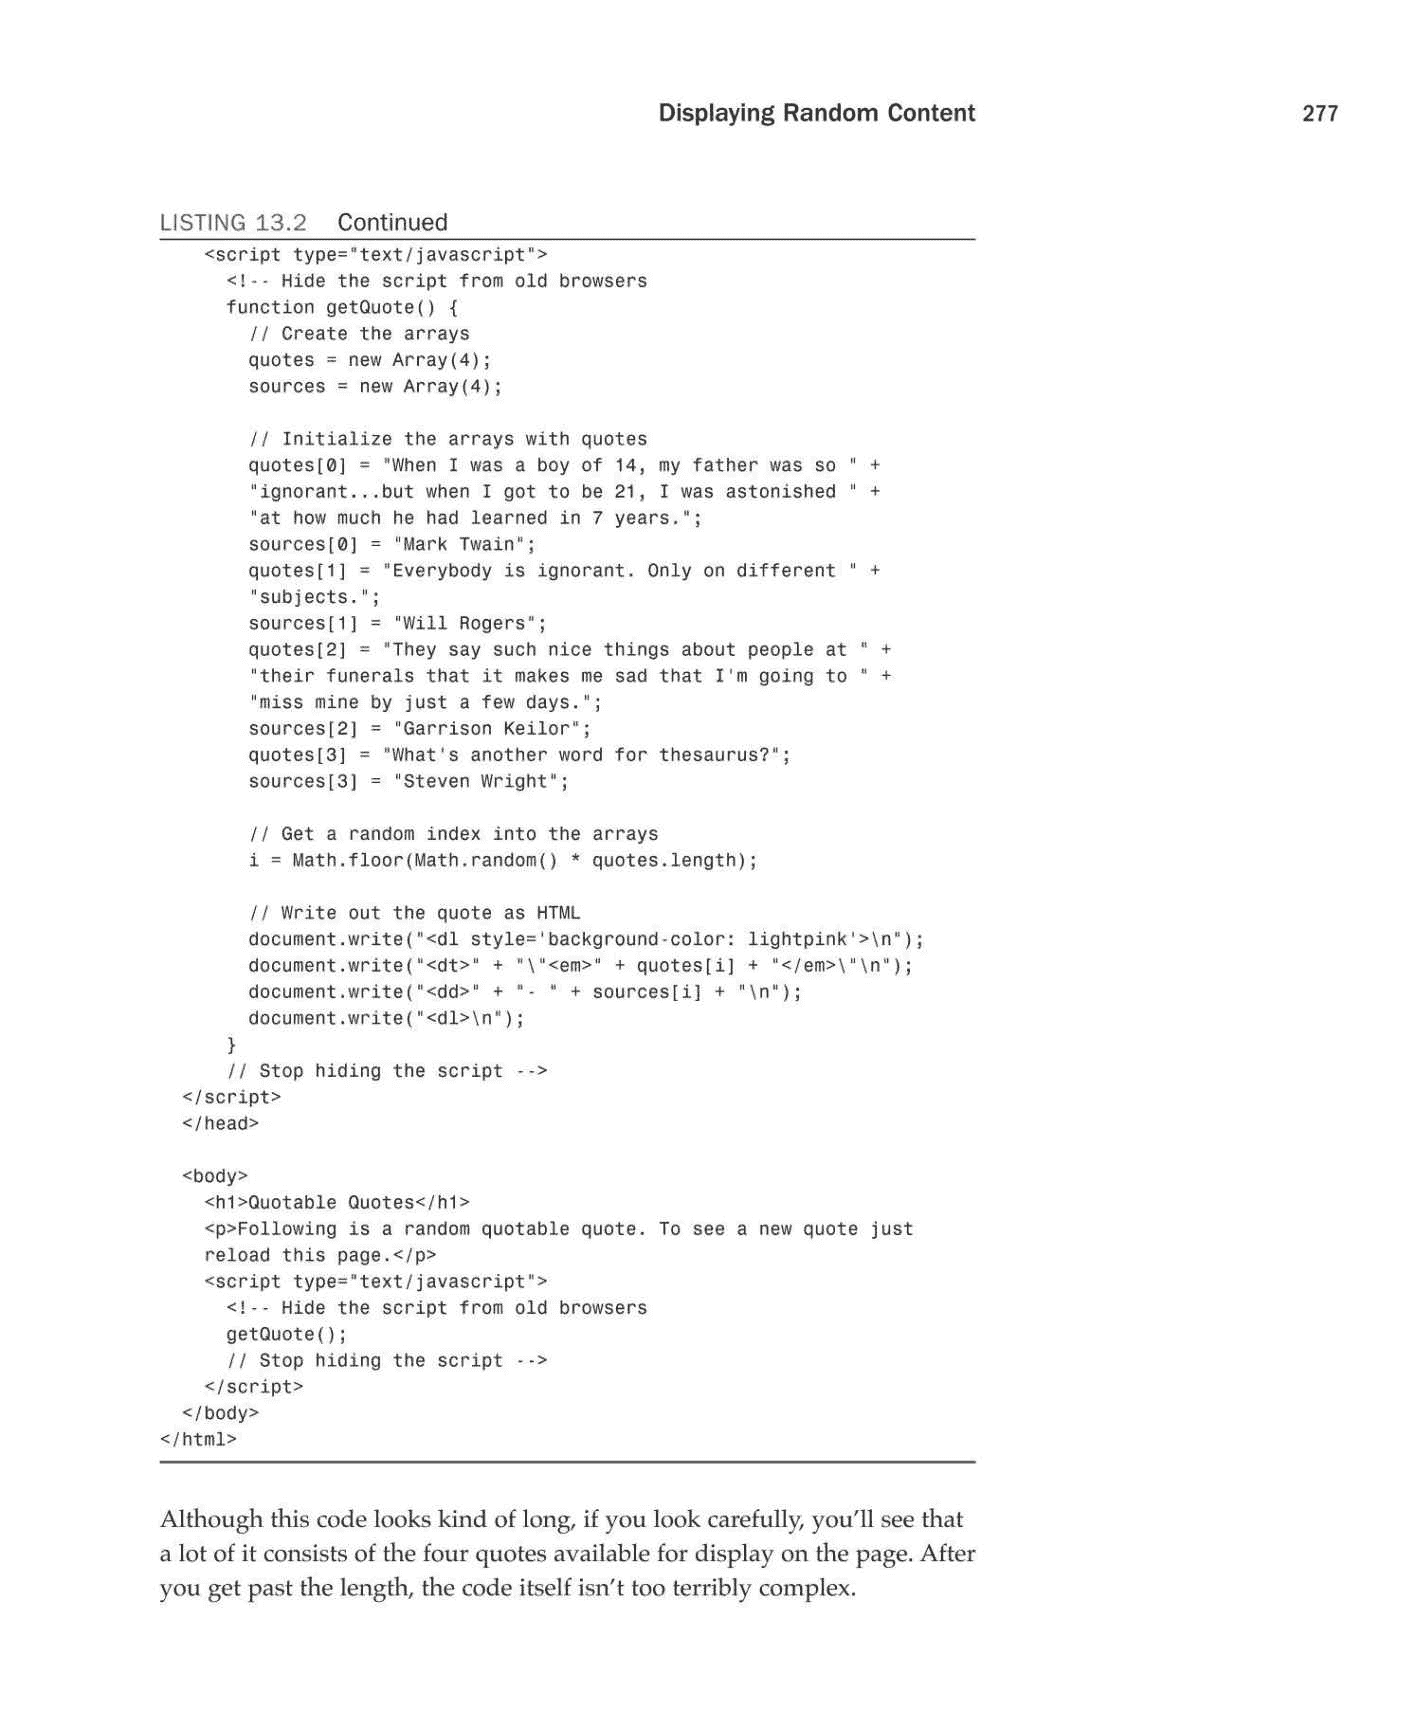 Displaying Random Content 277
LISTING 13.2 Continued
    <script type="text/javascript">
      <!-- Hide the script from old browsers
      function getQuote() {
        // Create the arrays
        quotes = new Array(4);
        sources = new Array(4);

        // Initialize the arrays with quotes
        quotes[0] = "When I was a boy of 14, my father was so " +
        "ignorant...but when I got to be 21, I was astonished " +
        "at how much he had learned in 7 years.";
        sources[0] = "Mark Twain";
        quotes[1] = "Everybody is ignorant. Only on different " +
        "subjects.";
        sources[1] = "Will Rogers";
        quotes[2] = "They say such nice things about people at " +
        "their funerals that it makes me sad that I'm going to " +
        "miss mine by just a few days.";
        sources[2] = "Garrison Keilor";
        quotes[3] = "What's another word for thesaurus?";
        sources[3] = "Steven Wright";

        // Get a random index into the arrays
        i = Math.floor(Math.random() * quotes.length);

        // Write out the quote as HTML
        document.write("<dl style='background-color: lightpink'>\n");
        document.write("<dt>" + "\"<em>" + quotes[i] + "</em>\"\n");
        document.write("<dd>" + "- " + sources[i] + "\n");
        document.write("<dl>\n");
      }
      // Stop hiding the script -->
  </script>
  </head>

  <body>
    <h1>Quotable Quotes</h1>
    <p>Following is a random quotable quote. To see a new quote just
    reload this page.</p>
    <script type="text/javascript">
      <!-- Hide the script from old browsers
      getQuote();
      // Stop hiding the script -->
    </script>
  </body>
</html>
Although this code looks kind of long, if you look carefully, you’ll see that
a lot of it consists of the four quotes available for display on the page. After
you get past the length, the code itself isn’t too terribly complex.